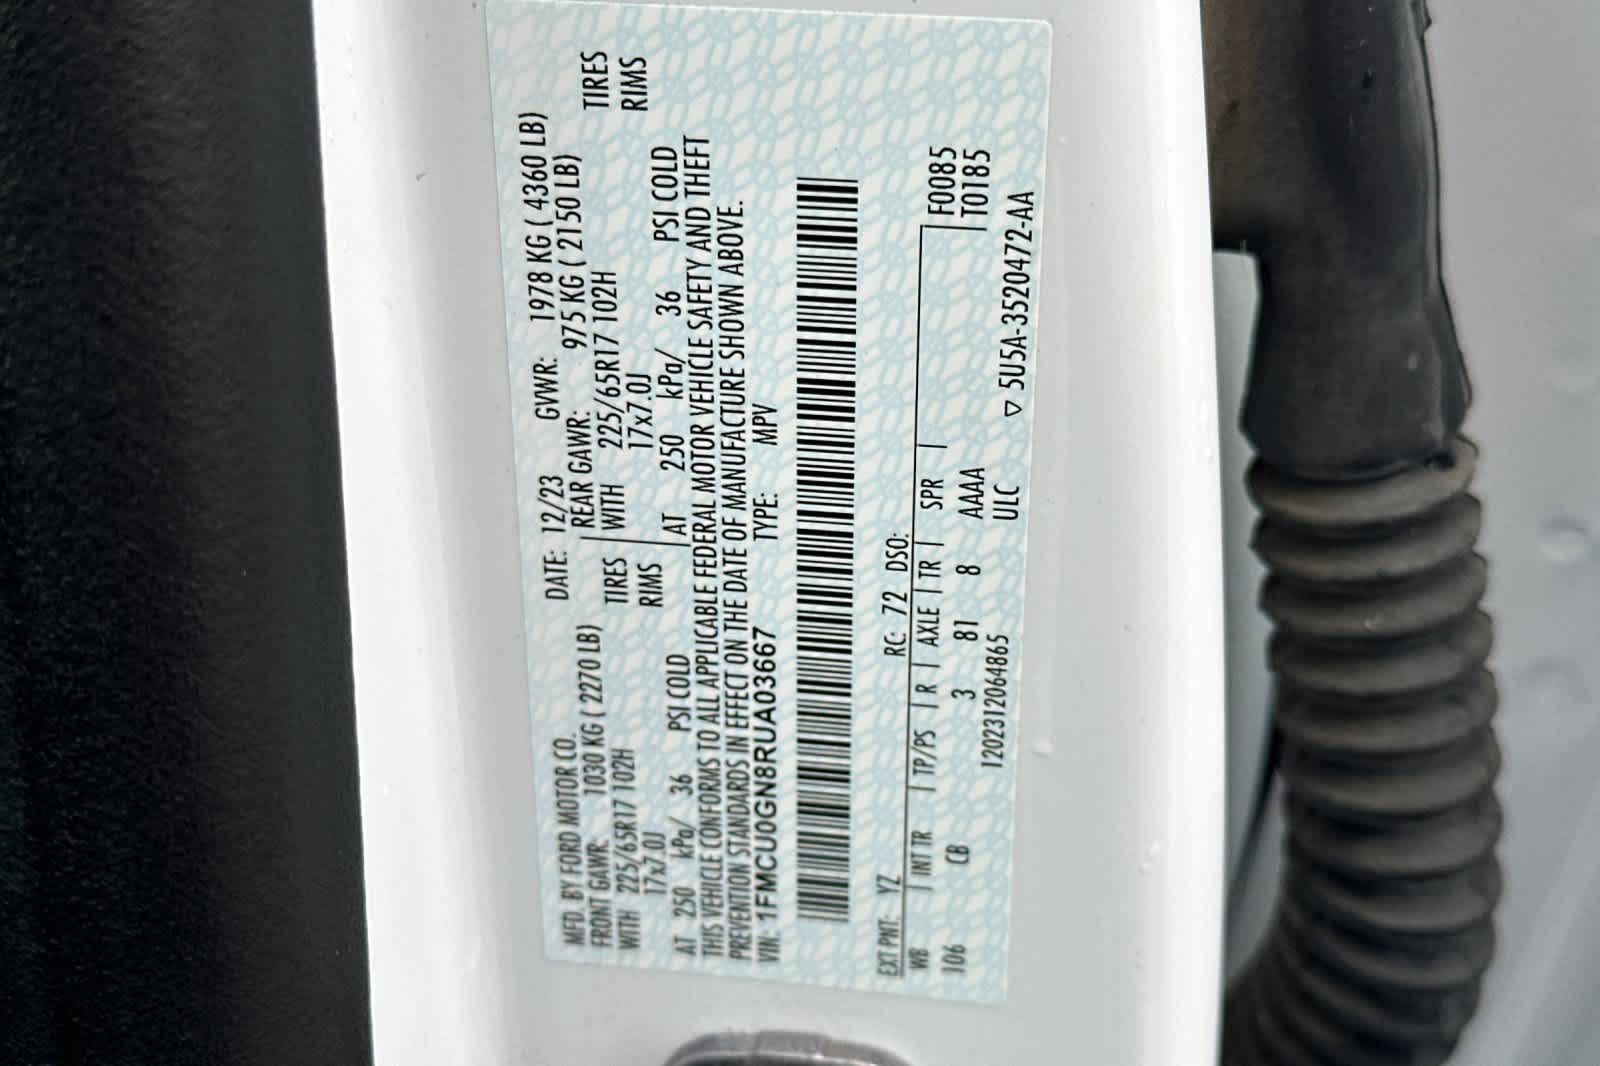 MFD. BY FORD MOTOR CO.
DATE: 12/23 GVWR: 1978 KG ( 4360 LB)
FRONT GAWR: 1030 KG ( 2270 LB) REAR GAWR: 975 KG ( 2150 LB)
WITH 225/65R17 102H TIRES WITH 225/65R17 102H TIRES
17x7.0J RIMS 17x7.0J RIMS
AT 250 kPa/ 36 PSI COLD AT 250 kPa/ 36 PSI COLD
THIS VEHICLE CONFORMS TO ALL APPLICABLE FEDERAL MOTOR VEHICLE SAFETY AND THEFT
PREVENTION STANDARDS IN EFFECT ON THE DATE OF MANUFACTURE SHOWN ABOVE.
VIN: 1FMCU0GN8RUA03667 TYPE: MPV
EXT PNT: YZ RC: 72 DSO:
WB INT TR TP/PS R AXLE TR SPR F0085
106 CB 3 81 8 AAAA T0185
ULC
1202312064865
▽ 5U5A-3520472-AA